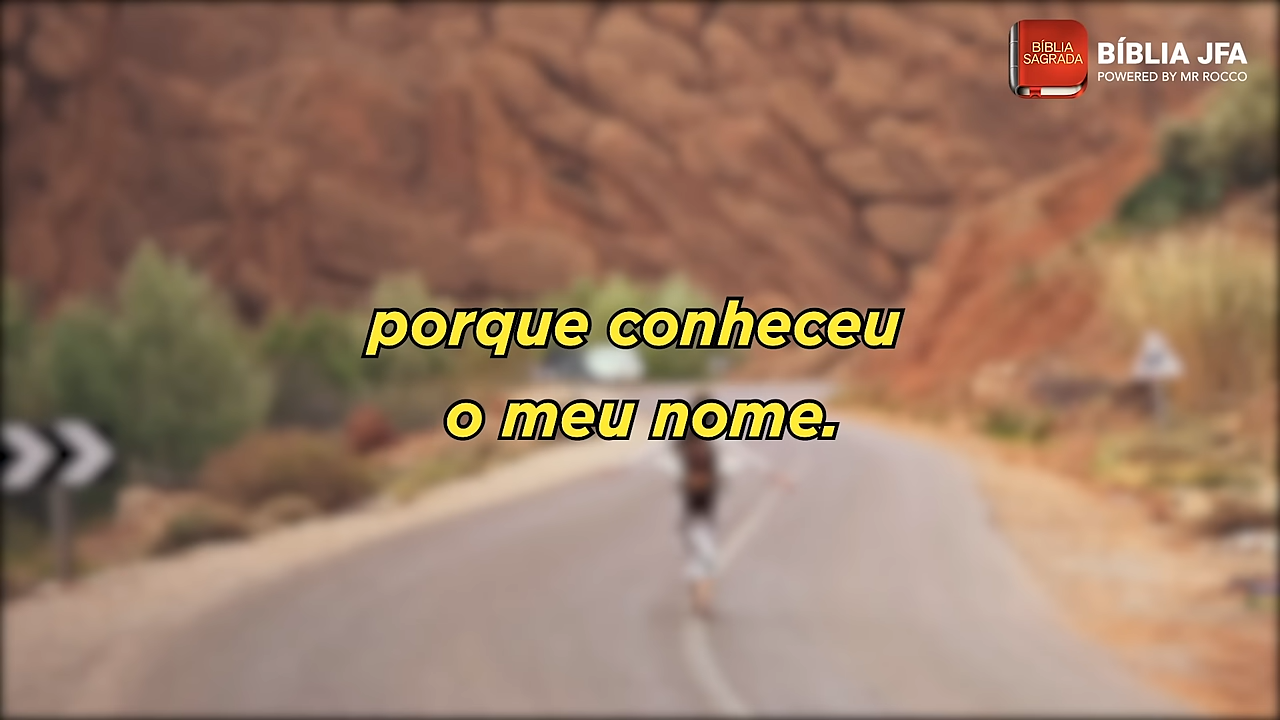 BÍBLIA
SAGRADA
BÍBLIA JFA
POWERED BY MR ROCCO
porque conheceu
o meu nome.